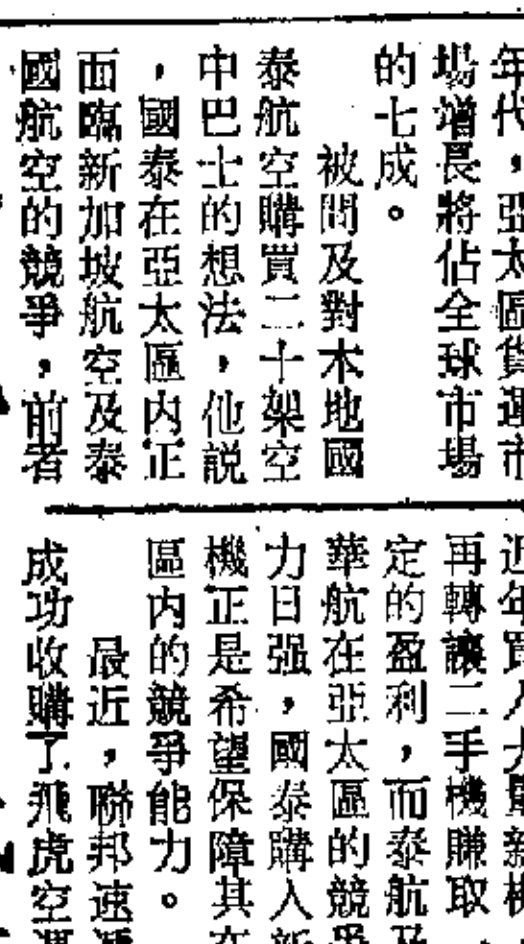 年代，亞太區貨運市
場增長將佔全球市場
的七成。
被問及對本地國
泰航空購買二十架空
中巴士的想法，他説
，國泰在亞太區内正
面臨新加坡航空及泰
國航空的競爭，前者
近年買入大量新機
再轉讓二手機賺取
定的盈利，而泰航及
華航在亞太區的競爭
力日强，國泰購入新
機正是希望保障其在
區内的競爭能力。
最近，聯邦速遞
成功收購了飛虎空運